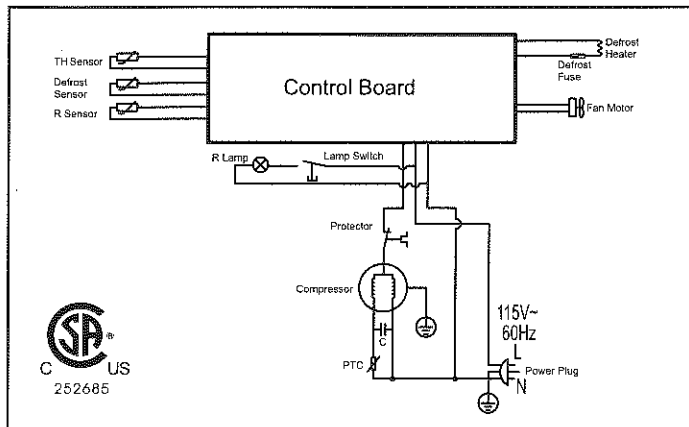 TH Sensor
Defrost
Sensor
R Sensor
Control Board
Defrost
Heater
Defrost
Fuse
Fan Motor
R Lamp
Lamp Switch
Protector
Compressor
C
PTC
115V~
60Hz
L
Power Plug
N
CSA
®
C US
252685